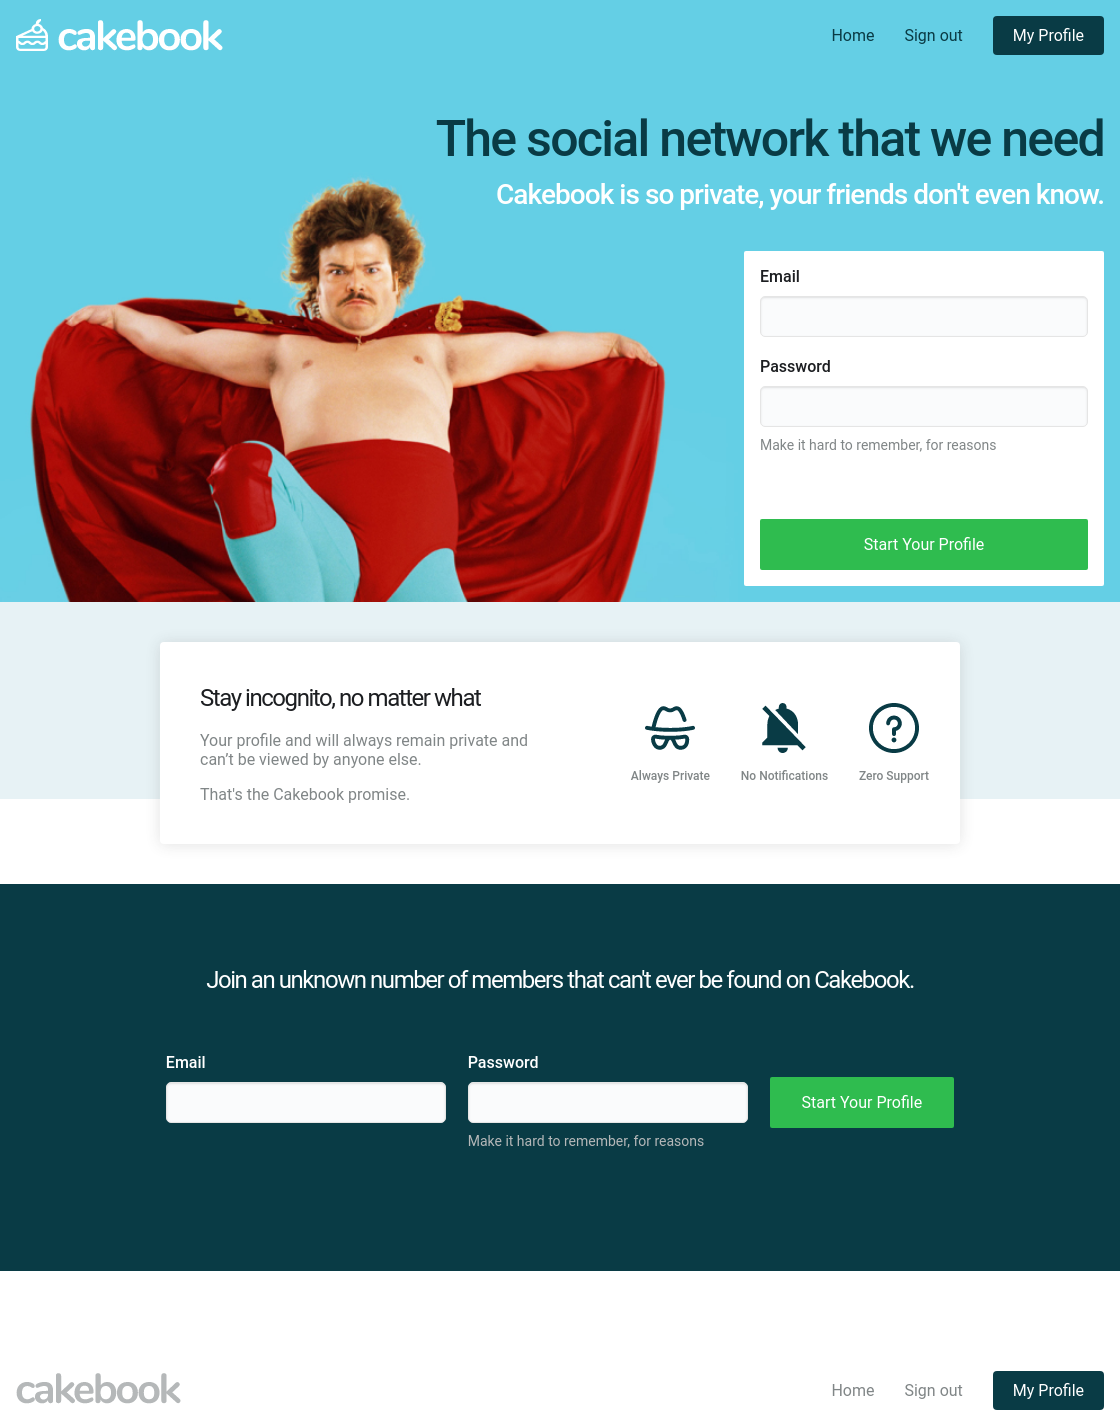 cakebook
Home
Sign out
My Profile
The social network that we need
Cakebook is so private, your friends don't even know.
Email
Password
Make it hard to remember, for reasons
Start Your Profile
Stay incognito, no matter what
Your profile and will always remain private and
can’t be viewed by anyone else.
That's the Cakebook promise.
Always Private
No Notifications
Zero Support
Join an unknown number of members that can't ever be found on Cakebook.
Email
Password
Make it hard to remember, for reasons
Start Your Profile
cakebook
Home
Sign out
My Profile